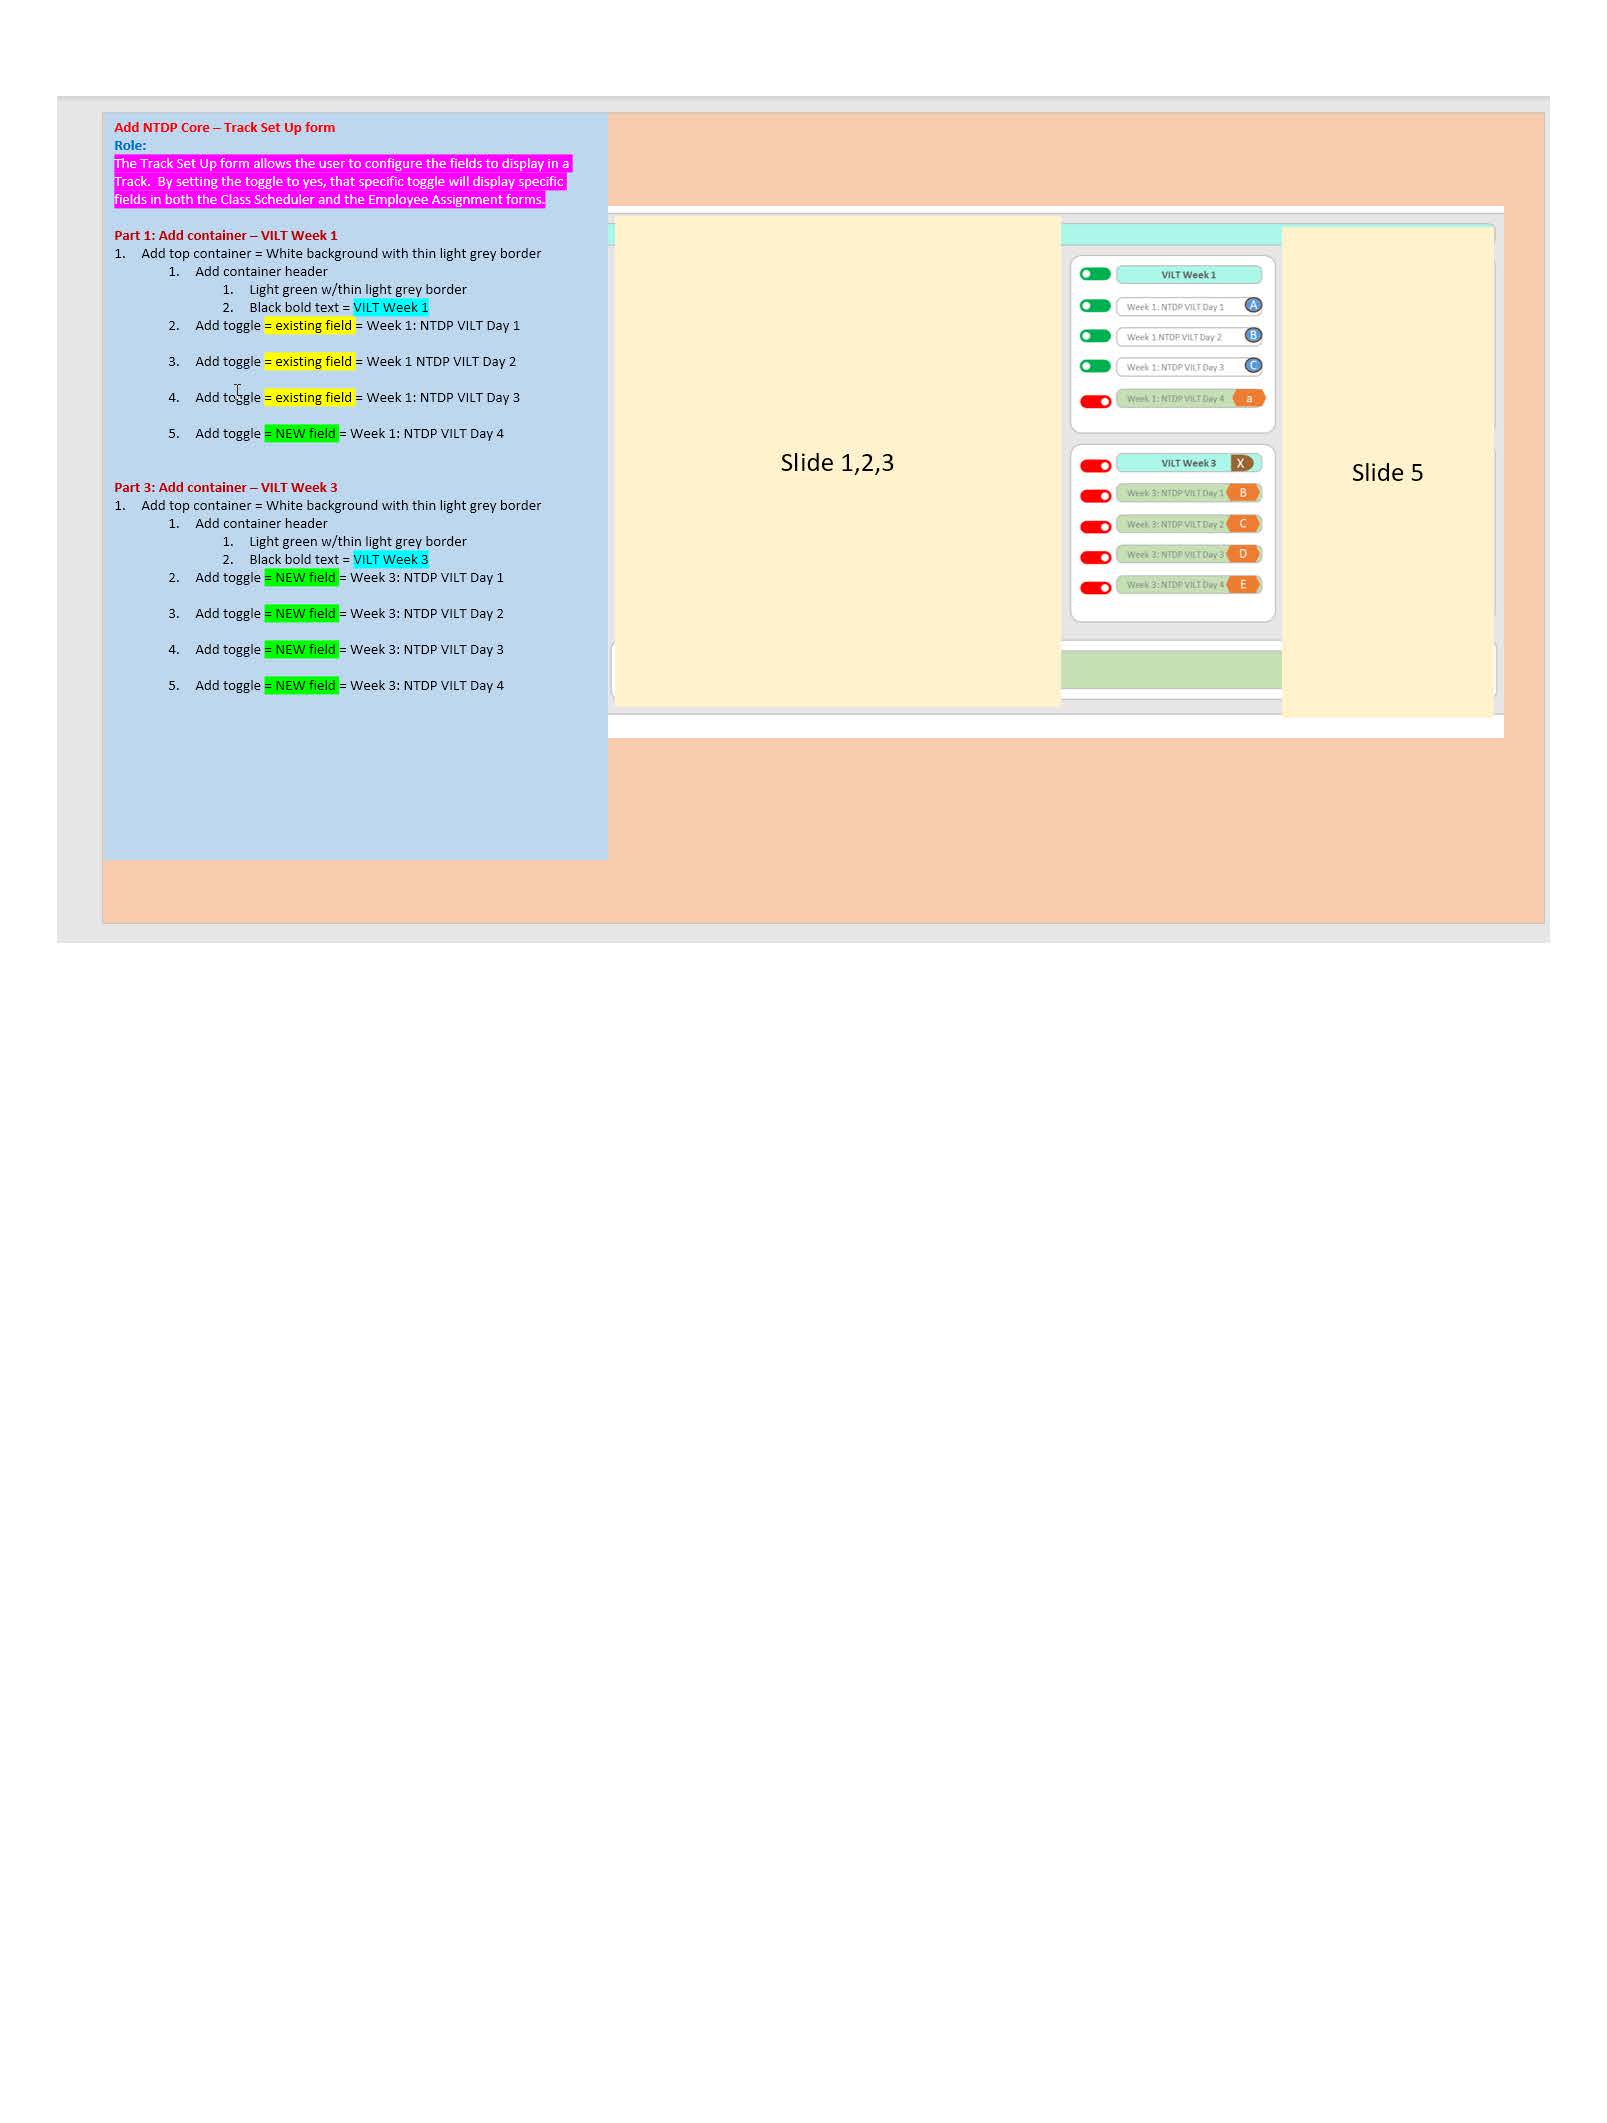 Add NTDP Core – Track Set Up form
Role:
The Track Set Up form allows the user to configure the fields to display in a
Track.  By setting the toggle to yes, that specific toggle will display specific
fields in both the Class Scheduler and the Employee Assignment forms.
Part 1: Add container – VILT Week 1
1. Add top container = White background with thin light grey border
1. Add container header
1. Light green w/thin light grey border
2. Black bold text = VILT Week 1
2. Add toggle = existing field = Week 1: NTDP VILT Day 1
3. Add toggle = existing field = Week 1 NTDP VILT Day 2
4. Add toggle = existing field = Week 1: NTDP VILT Day 3
5. Add toggle = NEW field = Week 1: NTDP VILT Day 4
Part 3: Add container – VILT Week 3
1. Add top container = White background with thin light grey border
1. Add container header
1. Light green w/thin light grey border
2. Black bold text = VILT Week 3
2. Add toggle = NEW field = Week 3: NTDP VILT Day 1
3. Add toggle = NEW field = Week 3: NTDP VILT Day 2
4. Add toggle = NEW field = Week 3: NTDP VILT Day 3
5. Add toggle = NEW field = Week 3: NTDP VILT Day 4
Slide 1,2,3
VILT Week 1
Week 1: NTDP VILT Day 1 A
Week 1 NTDP VILT Day 2 B
Week 1: NTDP VILT Day 3 C
Week 1: NTDP VILT Day 4 a
VILT Week 3 X
Week 3: NTDP VILT Day 1 B
Week 3: NTDP VILT Day 2 C
Week 3: NTDP VILT Day 3 D
Week 3: NTDP VILT Day 4 E
Slide 5